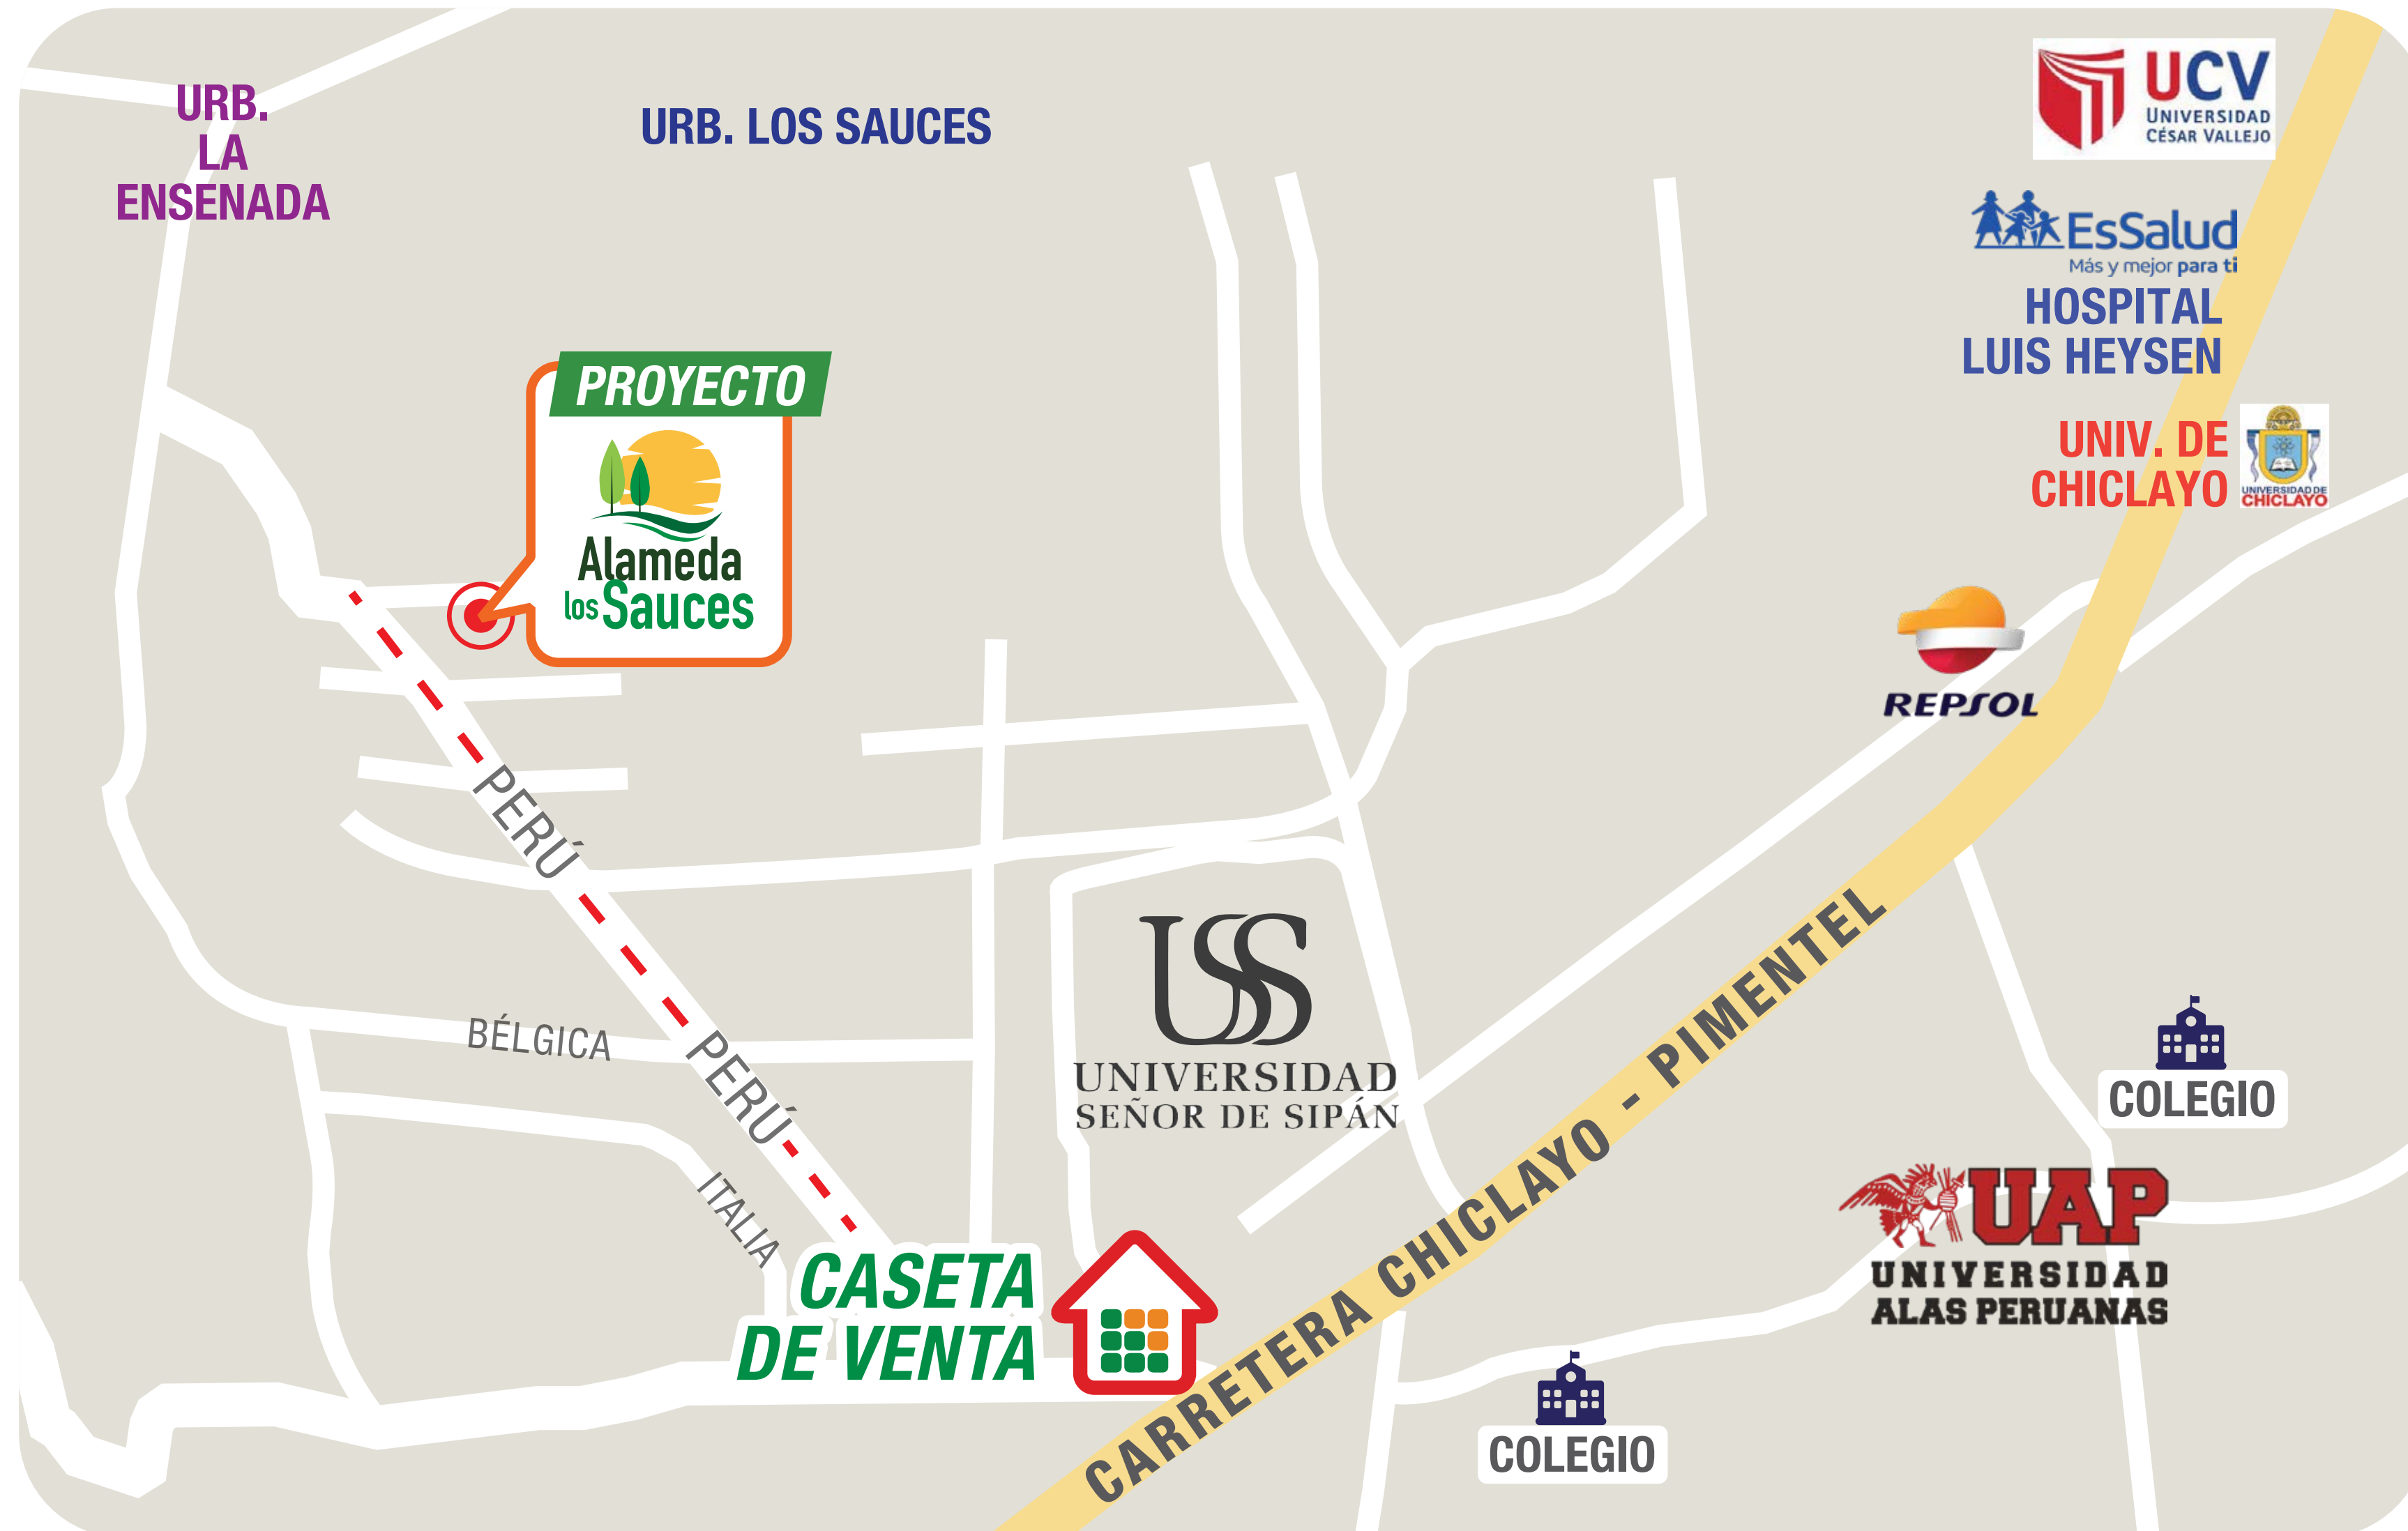 URB.
LA
ENSENADA
URB. LOS SAUCES
UCV
UNIVERSIDAD
CÉSAR VALLEJO
EsSalud
Más y mejor para ti
HOSPITAL
LUIS HEYSEN
UNIV. DE
CHICLAYO
UNIVERSIDAD DE
CHICLAYO
PROYECTO
Alameda
los Sauces
REPSOL
PERÚ
CARRETERA CHICLAYO - PIMENTEL
USS
UNIVERSIDAD
SEÑOR DE SIPÁN
BÉLGICA
PERÚ
ITALIA
COLEGIO
UAP
UNIVERSIDAD
ALAS PERUANAS
CASETA
DE VENTA
COLEGIO